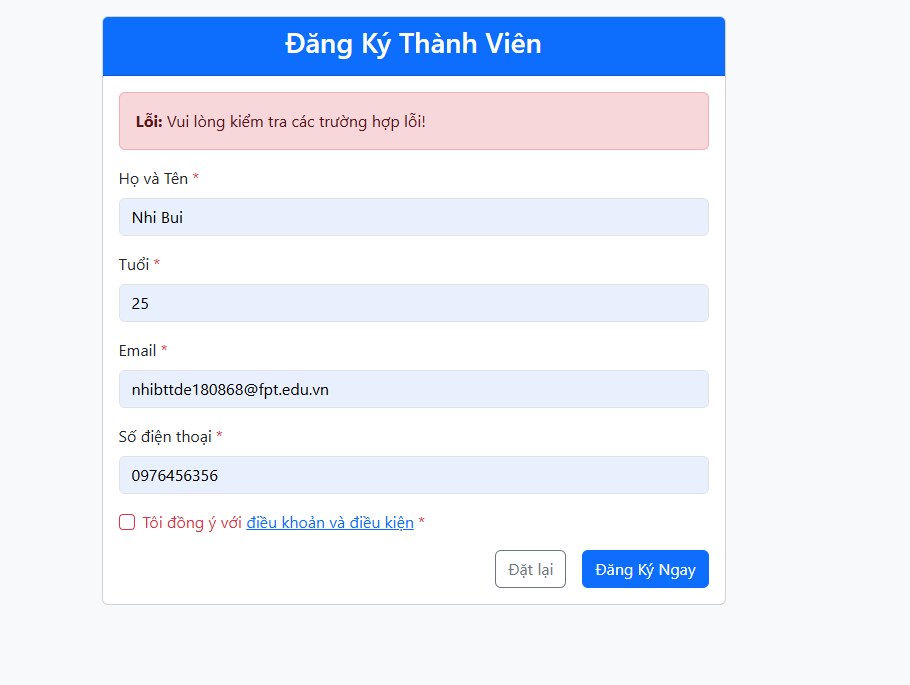 Đăng Ký Thành Viên
Lỗi: Vui lòng kiểm tra các trường hợp lỗi!
Họ và Tên *
Nhi Bui
Tuổi *
25
Email *
nhibttde180868@fpt.edu.vn
Số điện thoại *
0976456356
Tôi đồng ý với điều khoản và điều kiện *
Đặt lại Đăng Ký Ngay